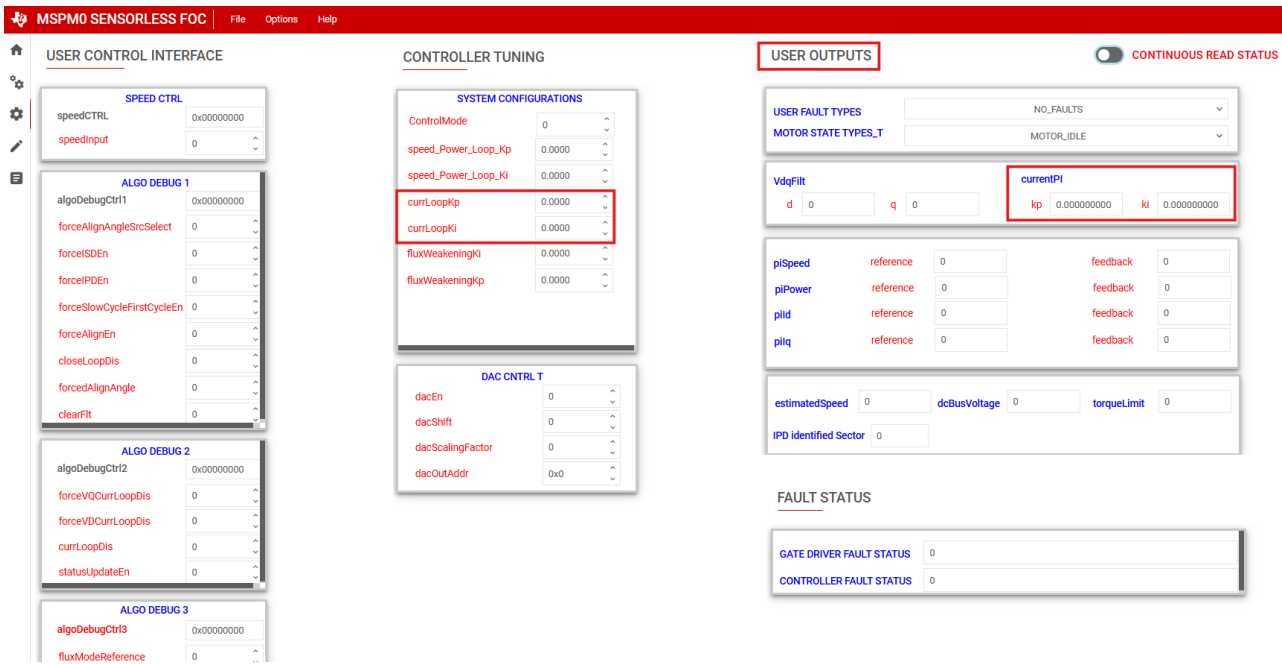 MSPM0 SENSORLESS FOC File Options Help
USER CONTROL INTERFACE
SPEED CTRL
speedCTRL 0x00000000
speedInput 0
ALGO DEBUG 1
algoDebugCtrl1 0x00000000
forceAlignAngleSrcSelect 0
forceISDEn 0
forceIPDEn 0
forceSlowCycleFirstCycleEn 0
forceAlignEn 0
closeLoopDis 0
forcedAlignAngle 0
clearFlt 0
ALGO DEBUG 2
algoDebugCtrl2 0x00000000
forceVQCurrLoopDis 0
forceVDCurrLoopDis 0
currLoopDis 0
statusUpdateEn 0
ALGO DEBUG 3
algoDebugCtrl3 0x00000000
fluxModeReference 0
CONTROLLER TUNING
SYSTEM CONFIGURATIONS
ControlMode 0
speed_Power_Loop_Kp 0.0000
speed_Power_Loop_Ki 0.0000
currLoopKp 0.0000
currLoopKi 0.0000
fluxWeakeningKi 0.0000
fluxWeakeningKp 0.0000
DAC CNTRL T
dacEn 0
dacShift 0
dacScalingFactor 0
dacOutAddr 0x0
USER OUTPUTS CONTINUOUS READ STATUS
USER FAULT TYPES NO_FAULTS
MOTOR STATE TYPES_T MOTOR_IDLE
VdqFilt currentPI
d 0 q 0 kp 0.000000000 ki 0.000000000
piSpeed reference 0 feedback 0
piPower reference 0 feedback 0
piId reference 0 feedback 0
piIq reference 0 feedback 0
estimatedSpeed 0 dcBusVoltage 0 torqueLimit 0
IPD identified Sector 0
FAULT STATUS
GATE DRIVER FAULT STATUS 0
CONTROLLER FAULT STATUS 0